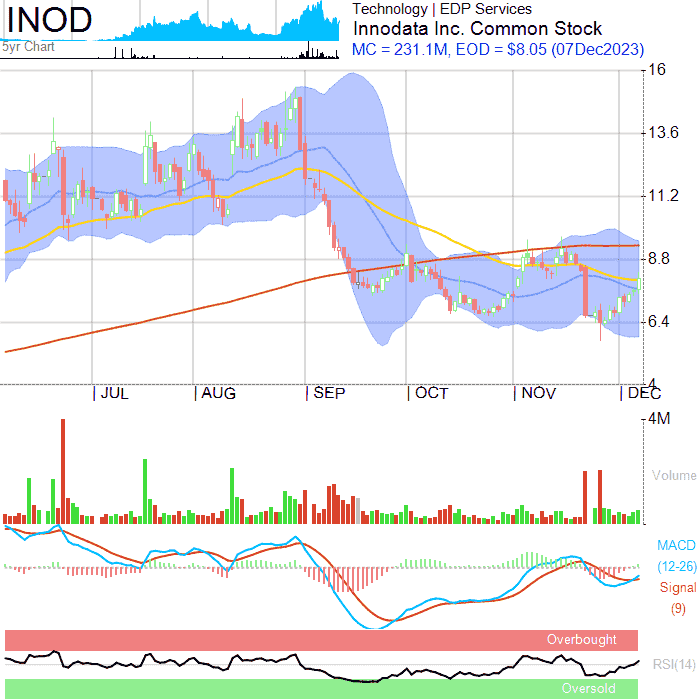 INOD
5yr Chart
Technology | EDP Services
Innodata Inc. Common Stock
MC = 231.1M, EOD = $8.05 (07Dec2023)
16
13.6
11.2
8.8
6.4
4
JUL
AUG
SEP
OCT
NOV
DEC
4M
Volume
MACD
(12-26)
Signal
(9)
Overbought
RSI(14)
Oversold